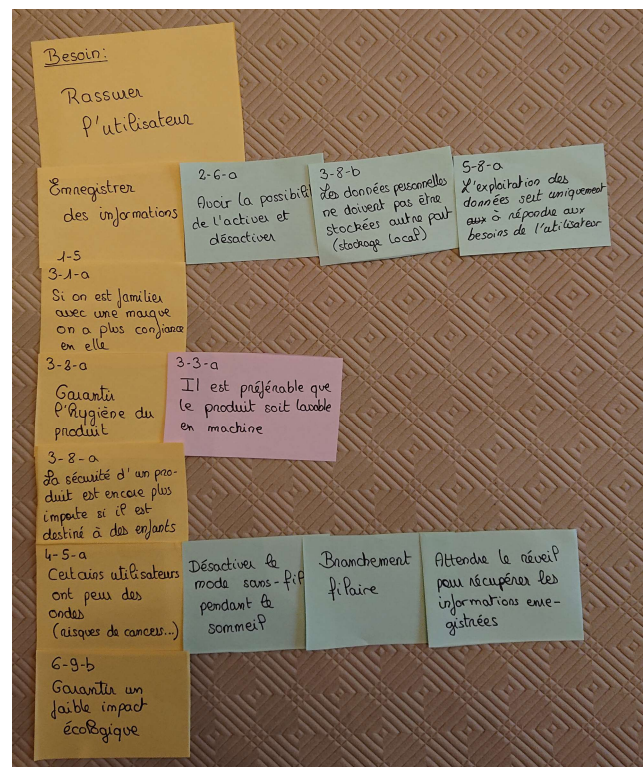 Besoin:
Rassurer
l'utilisateur
Enregistrer
des informations
1-5
2-6-a
Avoir la possibilit
de l'activer et
désactiver
3-8-b
Les données personnelles
ne doivent pas être
stockées autre part
(stockage local)
5-8-a
L'exploitation des
données sert uniquement
aux à répondre aux
besoins de l'utilisateur
3-1-a
Si on est familier
avec une marque
on a plus confiance
en elle
3-2-a
Garantir
l'hygiène du
produit
3-3-a
Il est préférable que
le produit soit lavable
en machine
3-8-a
La sécurité d'un pro-
duit est encore plus
importe si il est
destiné à des enfants
4-5-a
Certains utilisateurs
ont peur des
ondes
(risques de cancers...)
Désactiver le
mode sans-fil
pendant le
sommeil
Branchement
filaire
Attendre le réveil
pour récupérer les
informations enre-
gistrées
6-9-b
Garantir un
faible impact
écologique